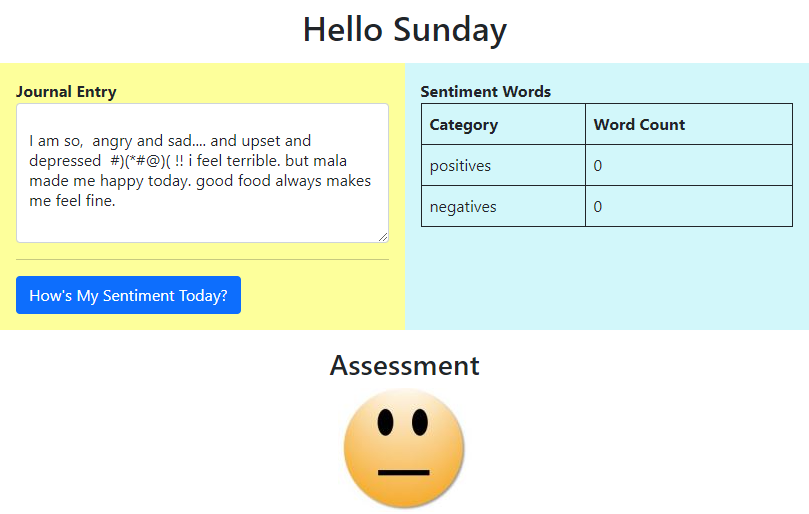 Hello Sunday
Journal Entry
I am so,  angry and sad.... and upset and
depressed  #)(*#@)( !! i feel terrible. but mala
made me happy today. good food always makes
me feel fine.
How's My Sentiment Today?
Sentiment Words
Category Word Count
positives 0
negatives 0
Assessment